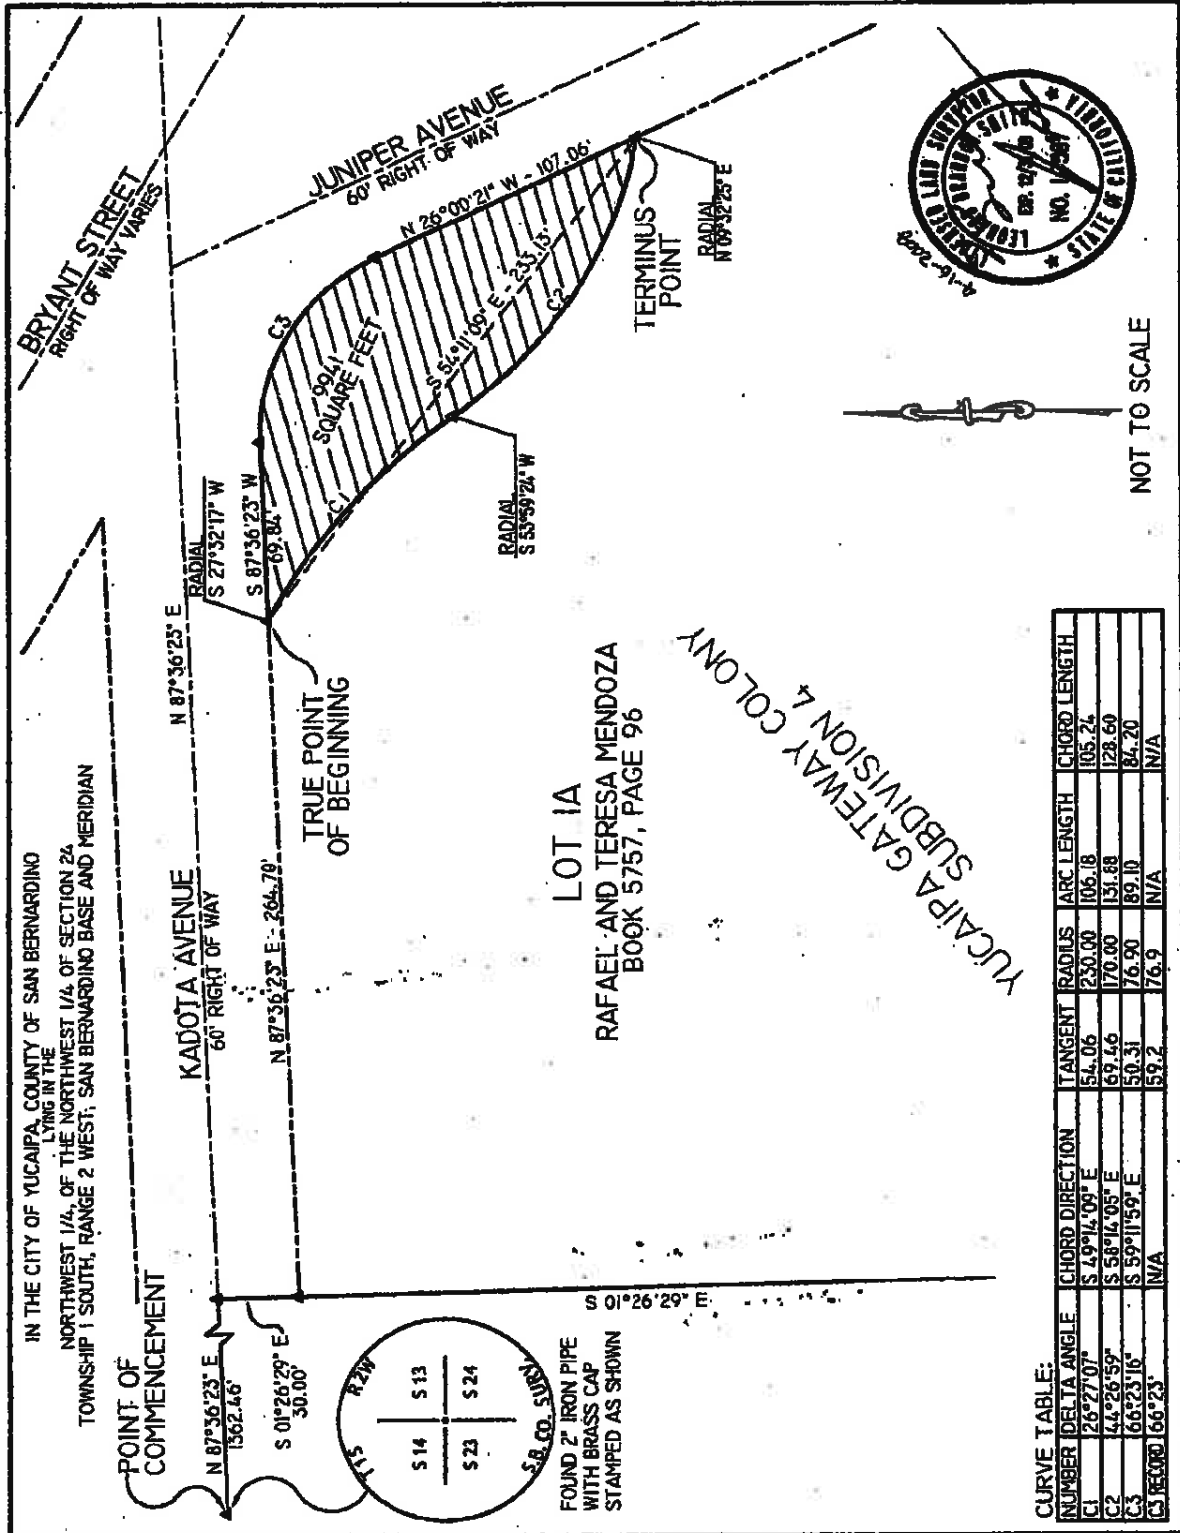 IN THE CITY OF YUCAIPA, COUNTY OF SAN BERNARDINO
LYING IN THE
NORTHWEST 1/4, OF THE NORTHWEST 1/4 OF SECTION 24
TOWNSHIP 1 SOUTH, RANGE 2 WEST, SAN BERNARDINO BASE AND MERIDIAN
BRYANT STREET
RIGHT OF WAY VARIES
JUNIPER AVENUE
60' RIGHT OF WAY
POINT OF
COMMENCEMENT
N 87°36'23" E
1362.46'
S 01°26'29" E
30.00'
KADOTA AVENUE
60' RIGHT OF WAY
N 87°36'23" E
N 87°36'23" E - 264.79'
RADIAL
S 27°32'17" W
S 87°36'23" W
69.84'
TRUE POINT
OF BEGINNING
C3
9941
SQUARE FEET
N 26°00'21" W - 107.06'
S 54°11'09" E - 233.13'
C1
C2
TERMINUS
POINT
RADIAL
N 09°32'25" E
RADIAL
S 53°59'24" W
S 01°26'29" E
T1S R2W
S 14 S 13
S 23 S 24
S.B. CO. SURV.
FOUND 2" IRON PIPE
WITH BRASS CAP
STAMPED AS SHOWN
LOT 1A
RAFAEL AND TERESA MENDOZA
BOOK 5757, PAGE 96
YUCAIPA GATEWAY COLONY
SUBDIVISION 4
4-16-2009
LICENSED LAND SURVEYOR
SMITH
NO.
STATE OF CALIFORNIA
NOT TO SCALE
CURVE TABLE:
NUMBER DELTA ANGLE CHORD DIRECTION TANGENT RADIUS ARC LENGTH CHORD LENGTH
C1 26°27'07" S 49°14'09" E 54.06 230.00 106.18 105.24
C2 44°26'59" S 58°14'05" E 69.46 170.00 131.88 128.60
C3 66°23'16" S 59°11'59" E 50.31 76.90 89.10 84.20
C3 RECORD 66°23' N/A 59.2 76.9 N/A N/A